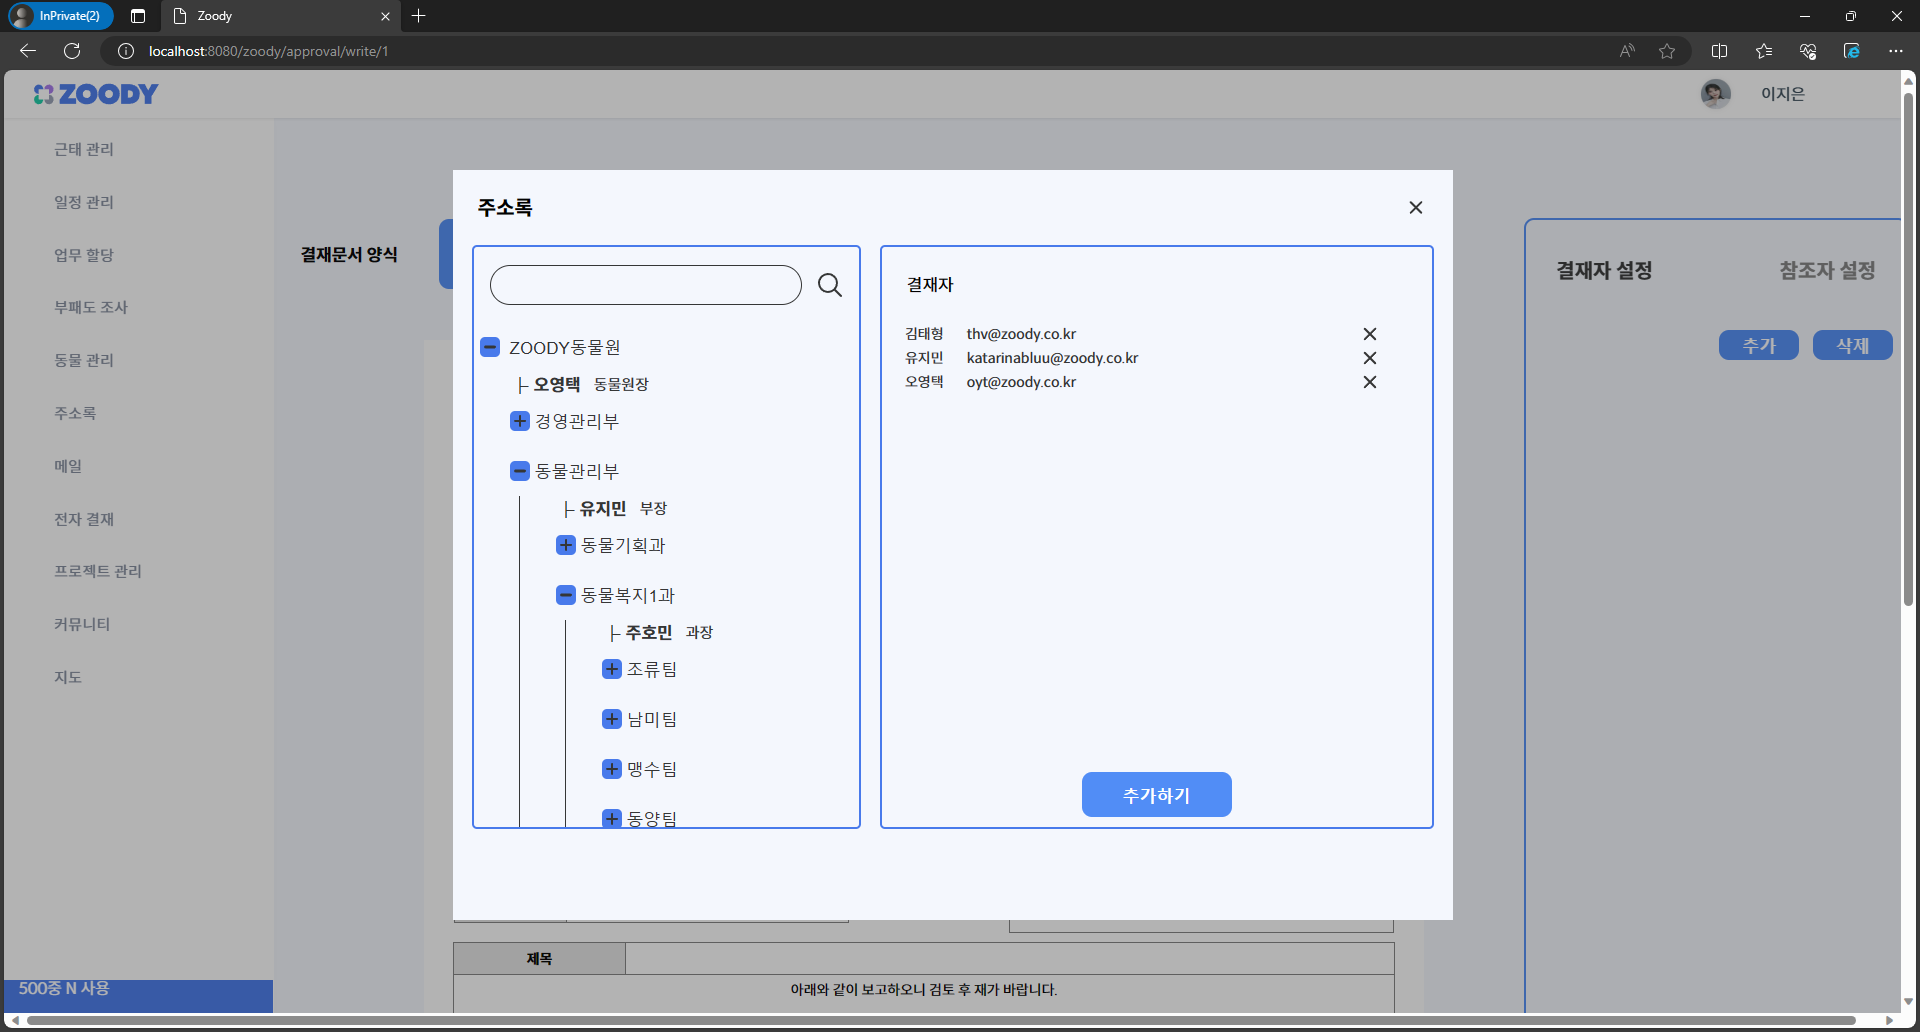 InPrivate(2)
Zoody
localhost:8080/zoody/approval/write/1
ZOODY
이지은
근태 관리
일정 관리
업무 할당
부패도 조사
동물 관리
주소록
메일
전자 결재
프로젝트 관리
커뮤니티
지도
500중 N 사용
결재문서 양식
주소록
ZOODY동물원
├ 오영택 동물원장
경영관리부
동물관리부
├ 유지민 부장
동물기획과
동물복지1과
├ 주호민 과장
조류팀
남미팀
맹수팀
동양팀
결재자
김태형 thv@zoody.co.kr
유지민 katarinabluu@zoody.co.kr
오영택 oyt@zoody.co.kr
추가하기
결재자 설정 참조자 설정
추가 삭제
제목
아래와 같이 보고하오니 검토 후 재가 바랍니다.